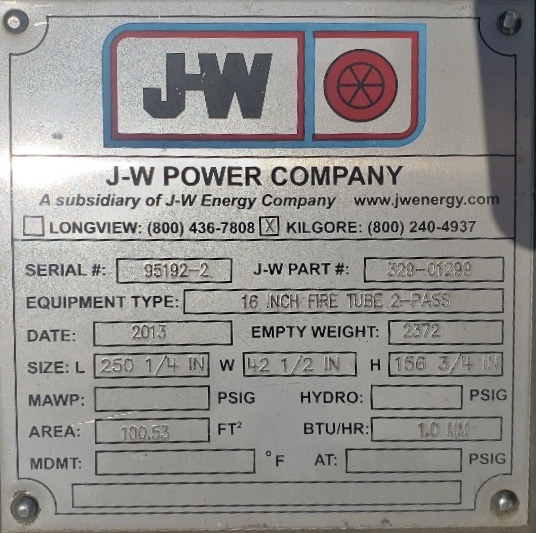 J-W
J-W POWER COMPANY
A subsidiary of J-W Energy Company www.jwenergy.com
LONGVIEW: (800) 436-7808 X KILGORE: (800) 240-4937
SERIAL #: 95192-2 J-W PART #: 329-01299
EQUIPMENT TYPE: 16 INCH FIRE TUBE 2-PASS
DATE: 2013 EMPTY WEIGHT: 2372
SIZE: L 250 1/4 IN W 42 1/2 IN H 156 3/4 IN
MAWP: PSIG HYDRO: PSIG
AREA: 100.53 FT² BTU/HR: 1.0 MM
MDMT: °F AT: PSIG